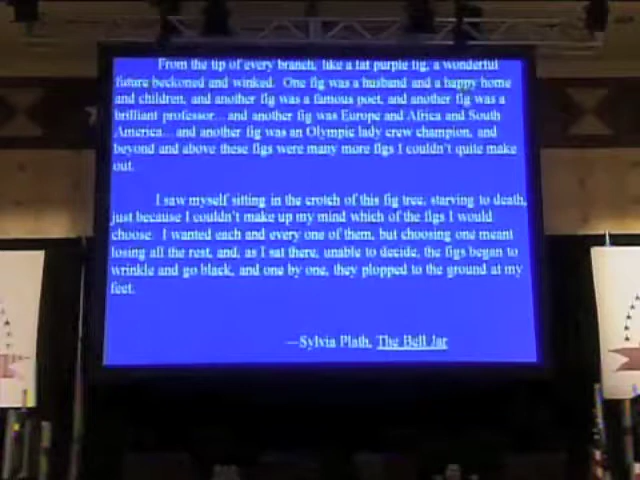 From the tip of every branch, like a fat purple fig, a wonderful
future beckoned and winked. One fig was a husband and a happy home
and children, and another fig was a famous poet, and another fig was a
brilliant professor... and another fig was Europe and Africa and South
America... and another fig was an Olympic lady crew champion, and
beyond and above these figs were many more figs I couldn't quite make
out.
I saw myself sitting in the crotch of this fig tree, starving to death,
just because I couldn't make up my mind which of the figs I would
choose. I wanted each and every one of them, but choosing one meant
losing all the rest, and, as I sat there, unable to decide, the figs began to
wrinkle and go black, and one by one, they plopped to the ground at my
feet.
—Sylvia Plath, The Bell Jar